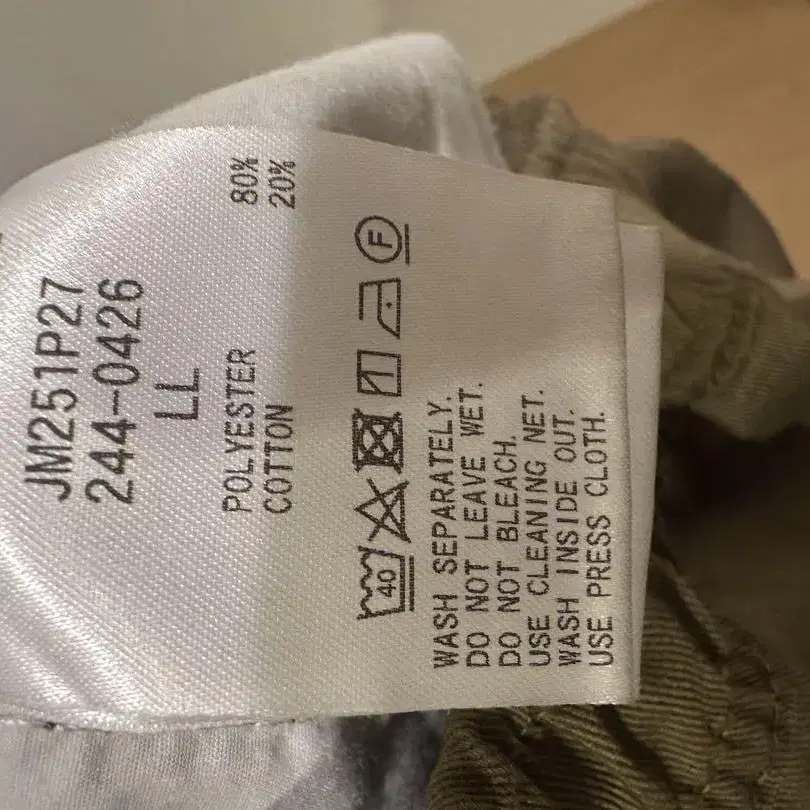 JM251P27
244-0426
LL
POLYESTER 80%
COTTON 20%
40 F
WASH SEPARATELY.
DO NOT LEAVE WET.
DO NOT BLEACH.
USE CLEANING NET.
WASH INSIDE OUT.
USE PRESS CLOTH.